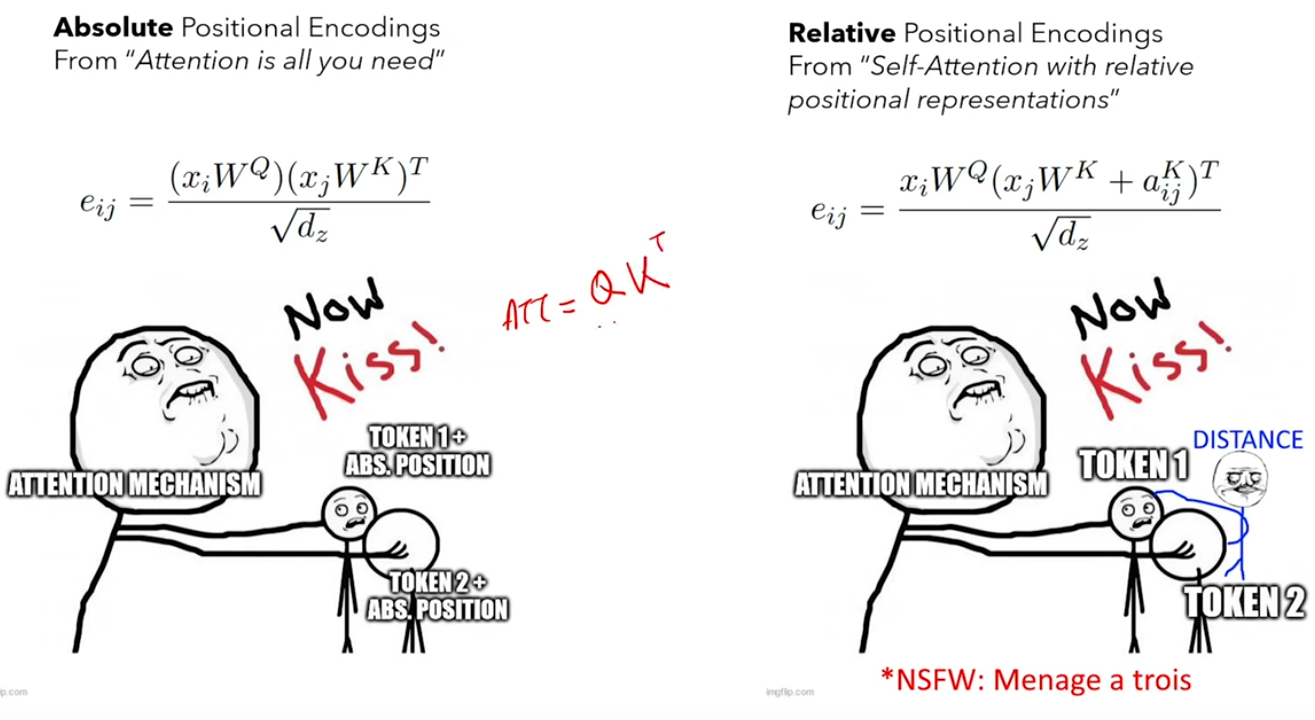 Absolute Positional Encodings
From "Attention is all you need"
e_{ij} = \frac{(x_i W^Q)(x_j W^K)^T}{\sqrt{d_z}}
Now
Kiss!
TOKEN 1 +
ABS. POSITION
ATTENTION MECHANISM
TOKEN 2 +
ABS. POSITION
ip.com
ATT = QK^T
Relative Positional Encodings
From "Self-Attention with relative
positional representations"
e_{ij} = \frac{x_i W^Q (x_j W^K + a_{ij}^K)^T}{\sqrt{d_z}}
Now
Kiss!
DISTANCE
TOKEN 1
ATTENTION MECHANISM
TOKEN 2
*NSFW: Menage a trois
imgflip.com